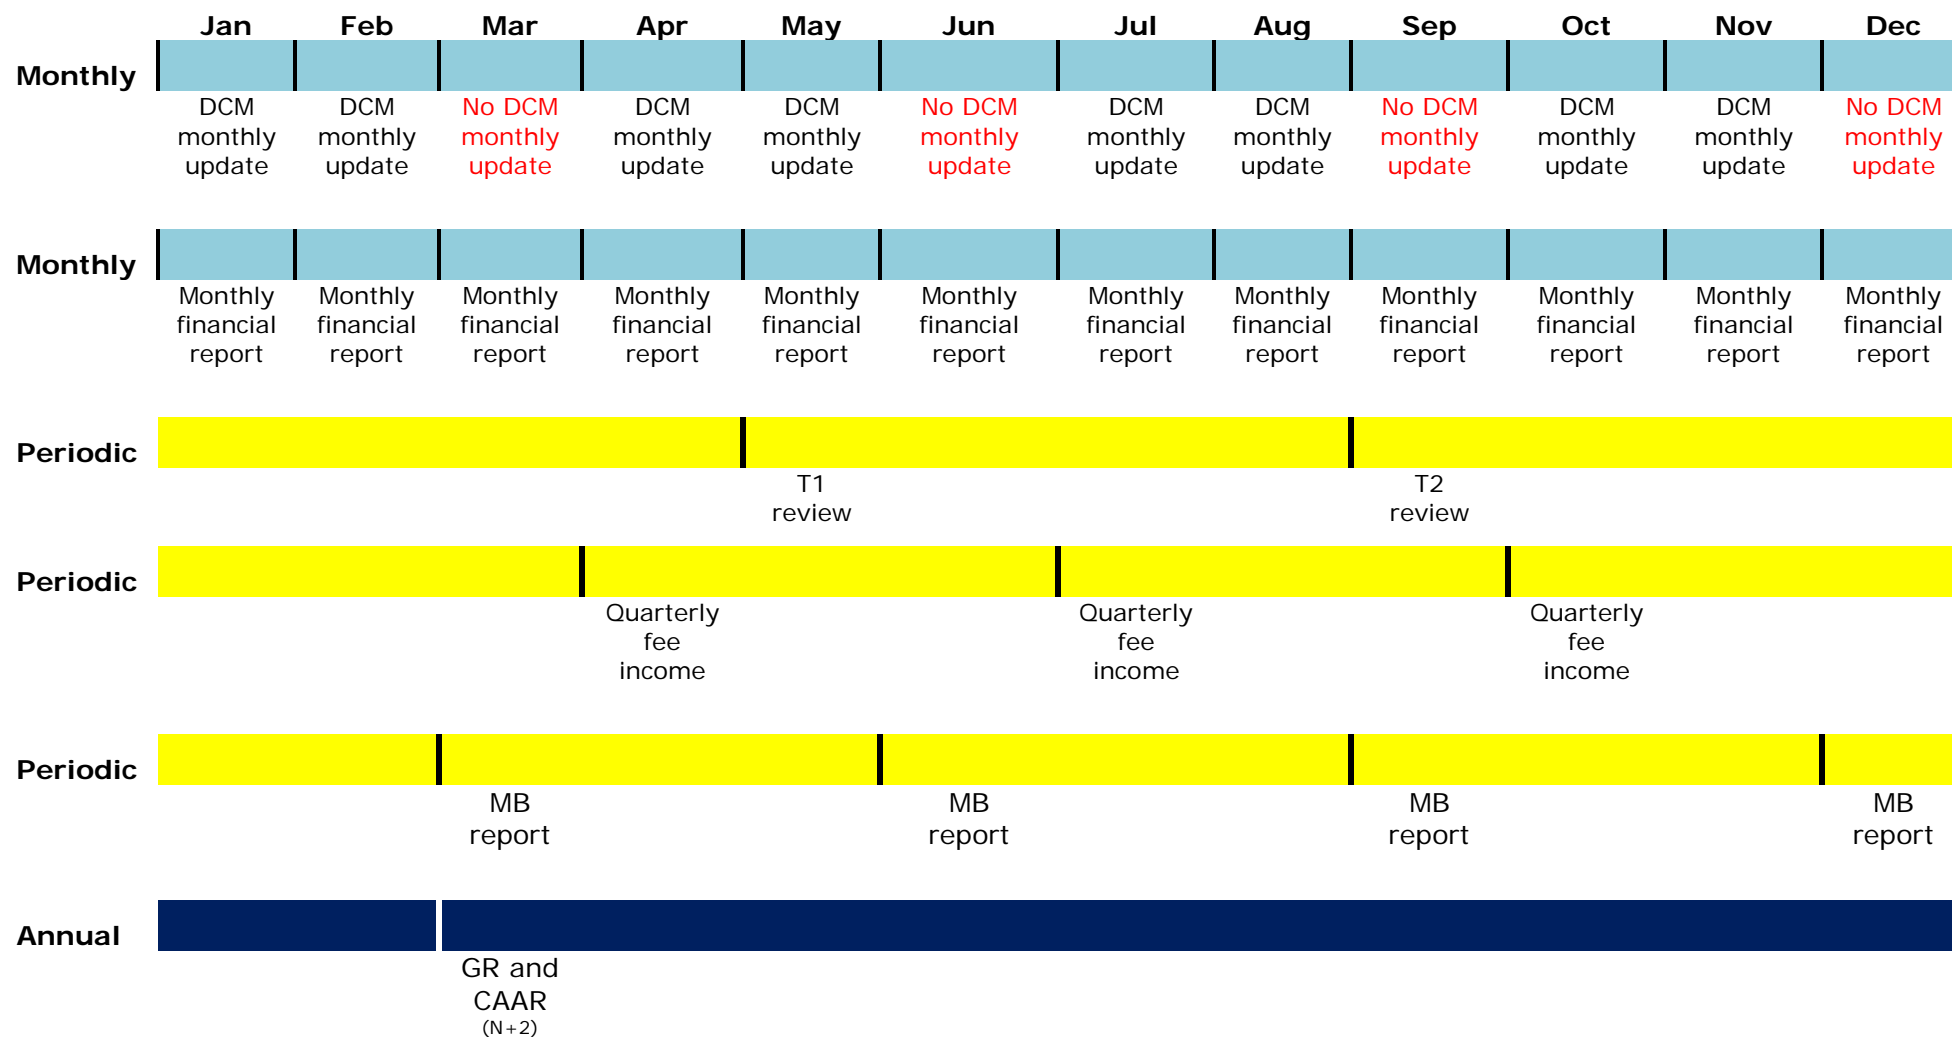 Jan Feb Mar Apr May Jun Jul Aug Sep Oct Nov Dec
Monthly
DCM DCM No DCM DCM DCM No DCM DCM DCM No DCM DCM DCM No DCM
monthly monthly monthly monthly monthly monthly monthly monthly monthly monthly monthly monthly
update update update update update update update update update update update update
Monthly
Monthly Monthly Monthly Monthly Monthly Monthly Monthly Monthly Monthly Monthly Monthly Monthly
financial financial financial financial financial financial financial financial financial financial financial financial
report report report report report report report report report report report report
Periodic
T1 T2
review review
Periodic
Quarterly Quarterly Quarterly
fee fee fee
income income income
Periodic
MB MB MB MB
report report report report
Annual
GR and
CAAR
(N+2)